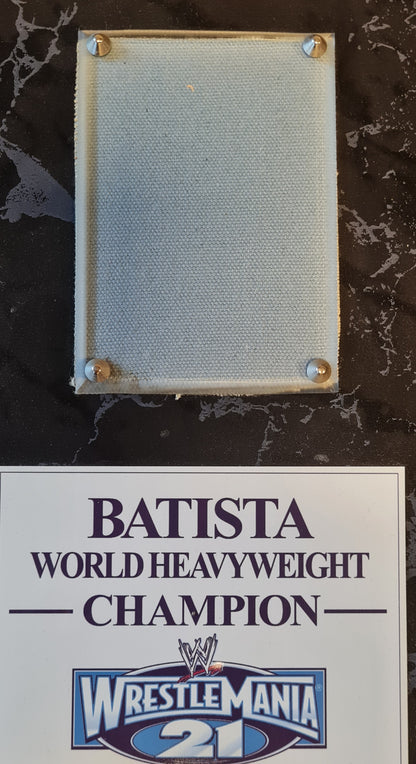 BATISTA
WORLD HEAVYWEIGHT
CHAMPION
W
WRESTLEMANIA
21